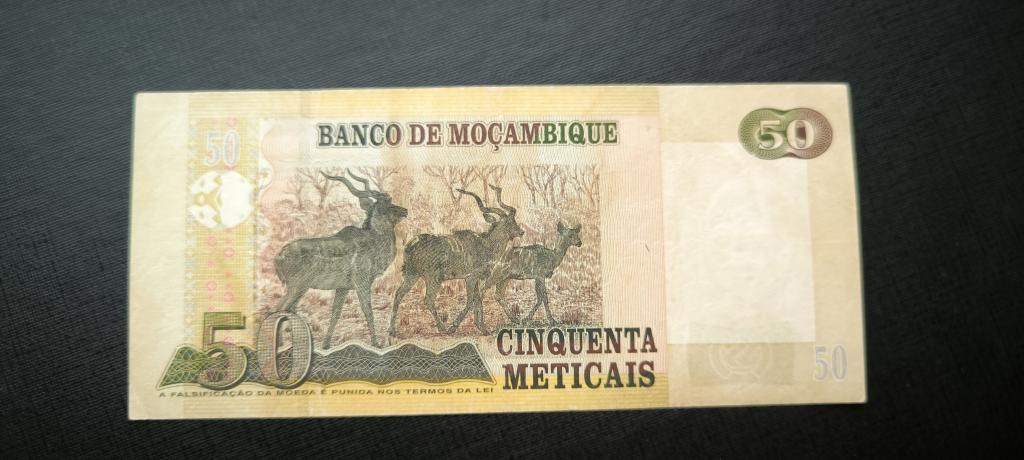 50
BANCO DE MOÇAMBIQUE
50
50
CINQUENTA
METICAIS
50
A FALSIFICAÇÃO DA MOEDA É PUNIDA NOS TERMOS DA LEI